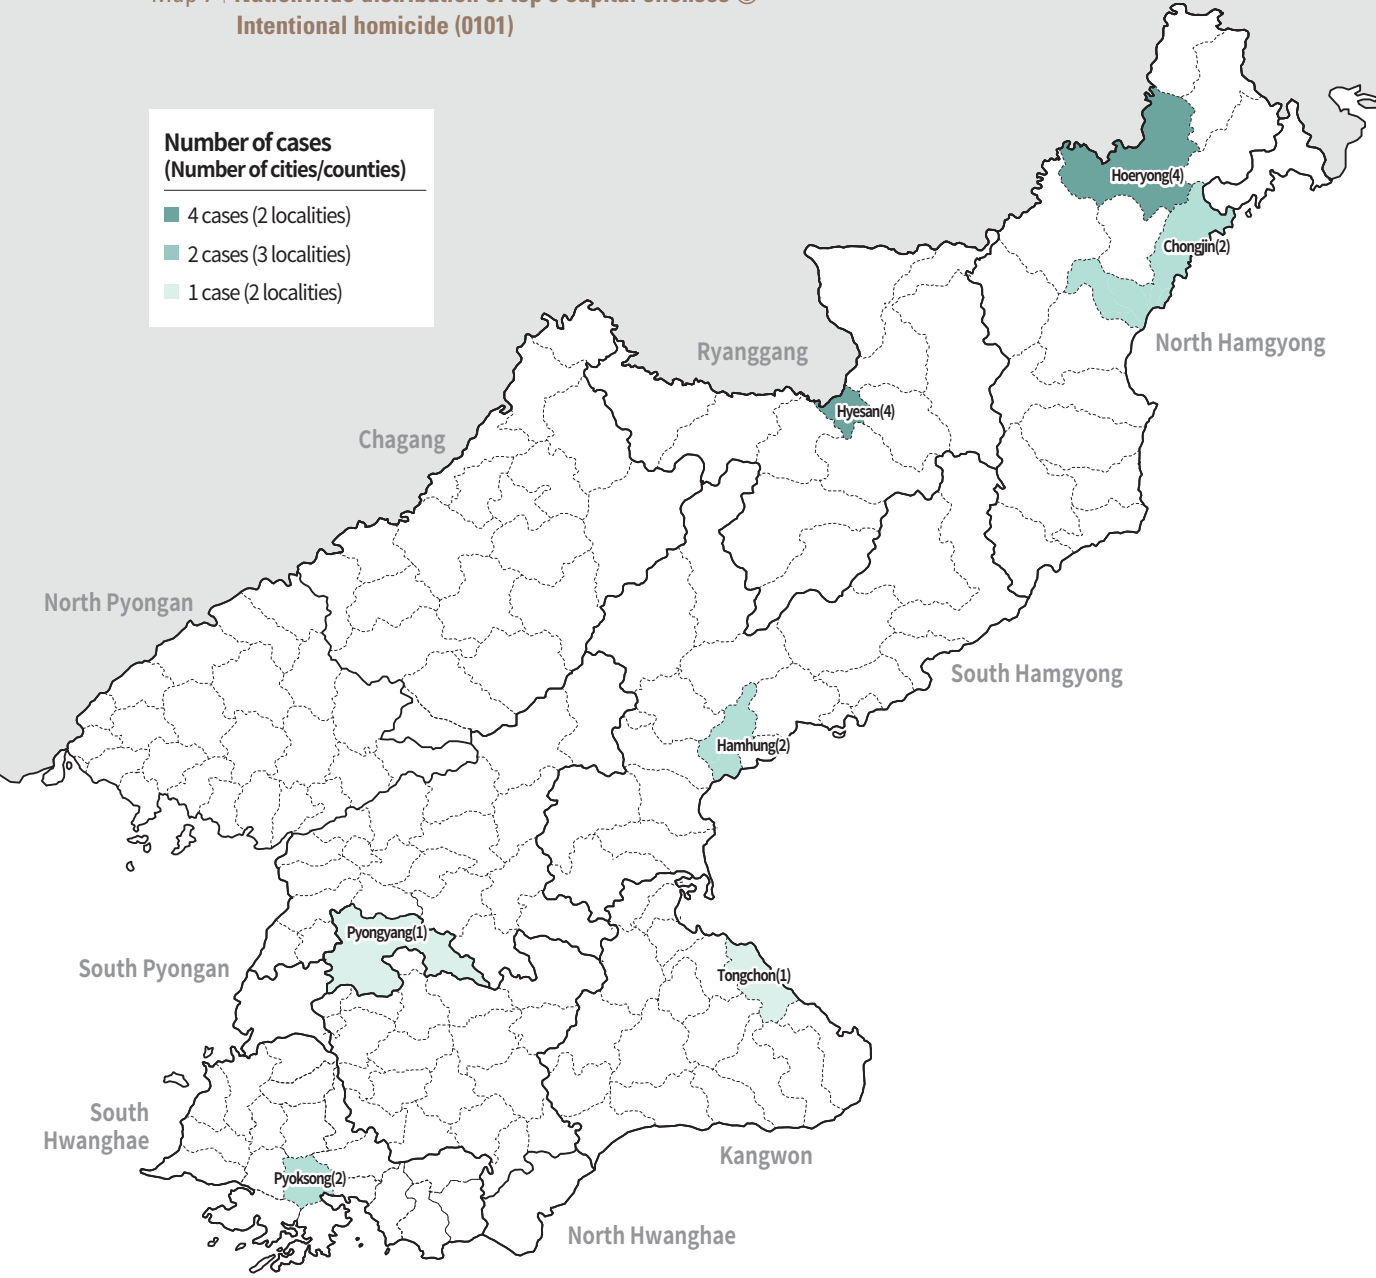 Intentional homicide (0101)
Number of cases
(Number of cities/counties)
4 cases (2 localities)
2 cases (3 localities)
1 case (2 localities)
Hoeryong(4)
Chongjin(2)
North Hamgyong
Ryanggang
Hyesan(4)
Chagang
North Pyongan
South Hamgyong
Hamhung(2)
Pyongyang(1)
South Pyongan
Tongchon(1)
South
Hwanghae
Kangwon
Pyoksong(2)
North Hwanghae